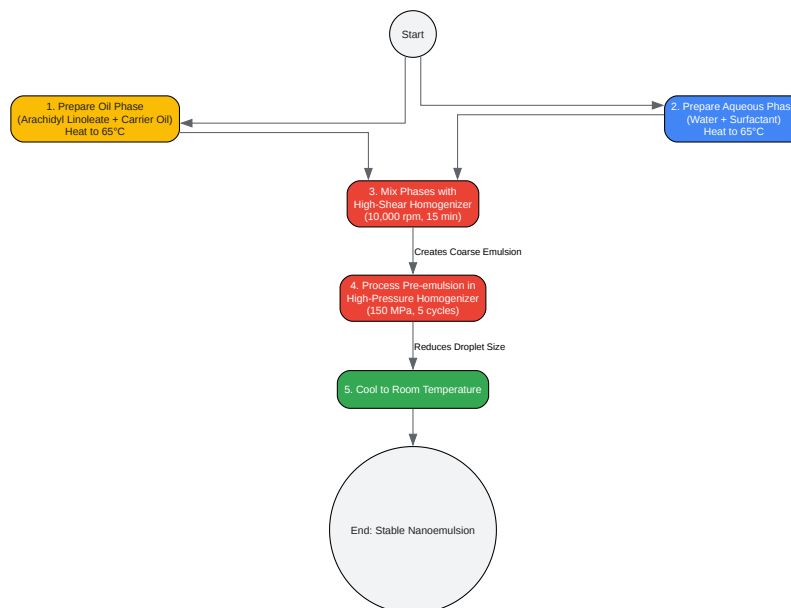 Start
1. Prepare Oil Phase
(Arachidyl Linoleate + Carrier Oil)
Heat to 65°C
2. Prepare Aqueous Phas
(Water + Surfactant)
Heat to 65°C
3. Mix Phases with
High-Shear Homogenizer
(10,000 rpm, 15 min)
Creates Coarse Emulsion
4. Process Pre-emulsion in
High-Pressure Homogenizer
(150 MPa, 5 cycles)
Reduces Droplet Size
5. Cool to Room Temperature
End: Stable Nanoemulsion